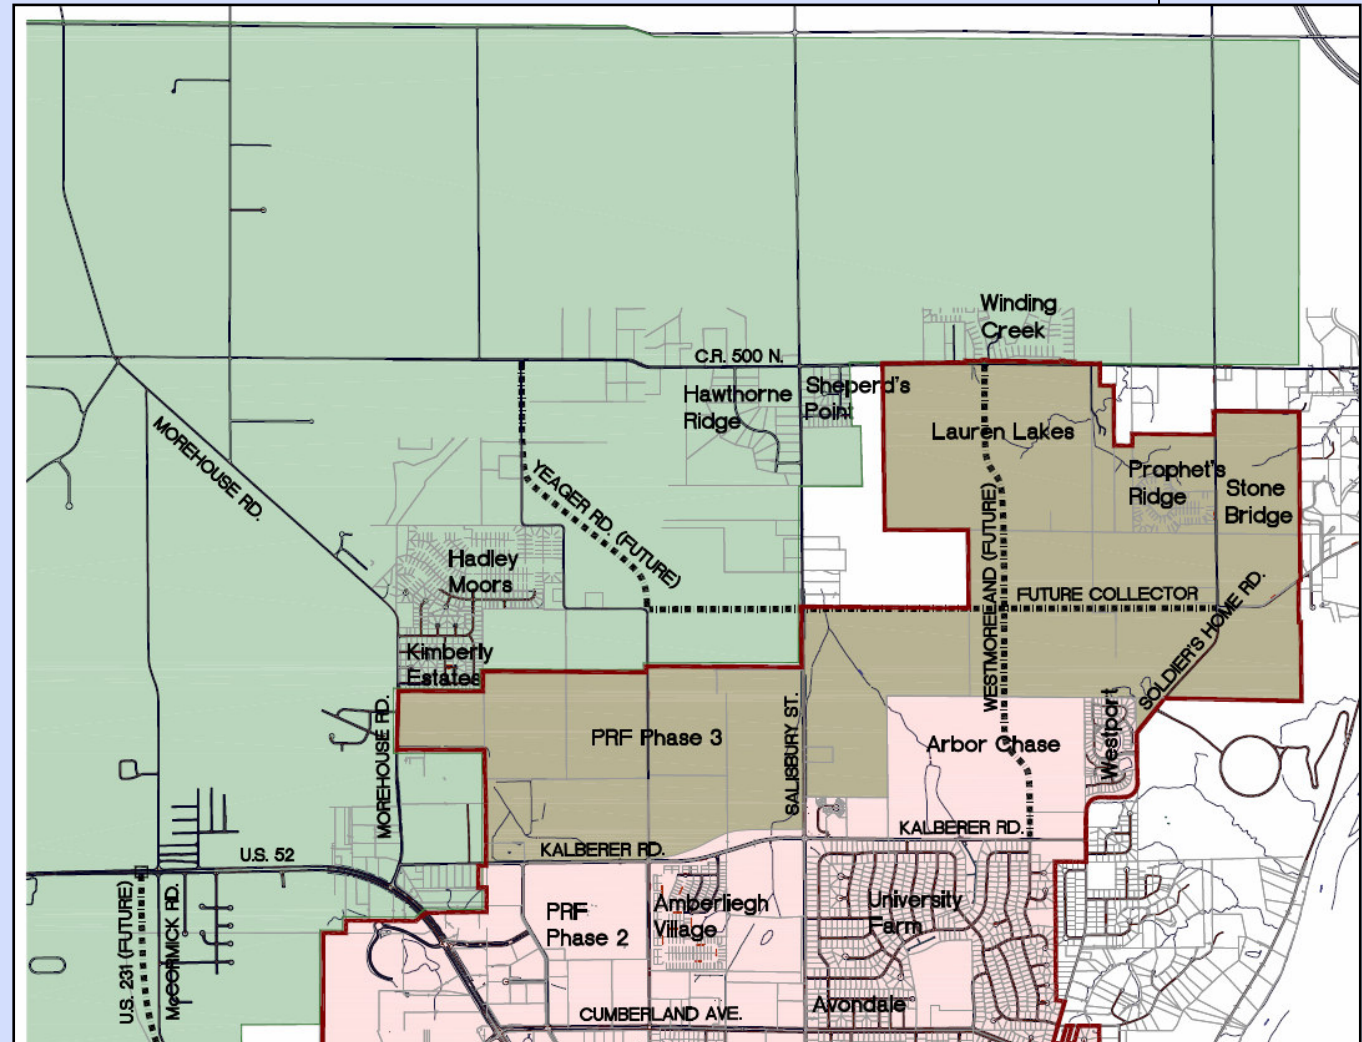 Winding
Creek
C.R. 500 N.
Hawthorne
Ridge
Sheperd's
Point
Lauren Lakes
MOREHOUSE RD.
YEAGER RD. (FUTURE)
Prophet's
Ridge
Stone
Bridge
Hadley
Moors
WESTMORELAND (FUTURE)
FUTURE COLLECTOR
SOLDIER'S HOME RD.
Kimberly
Estates
MOREHOUSE RD.
PRF Phase 3
SALISBURY ST.
Arbor Chase
Westport
KALBERER RD.
KALBERER RD.
U.S. 52
U.S. 231 (FUTURE)
McCORMICK RD.
PRF
Phase 2
Amberliegh
Village
University
Farm
Avondale
CUMBERLAND AVE.